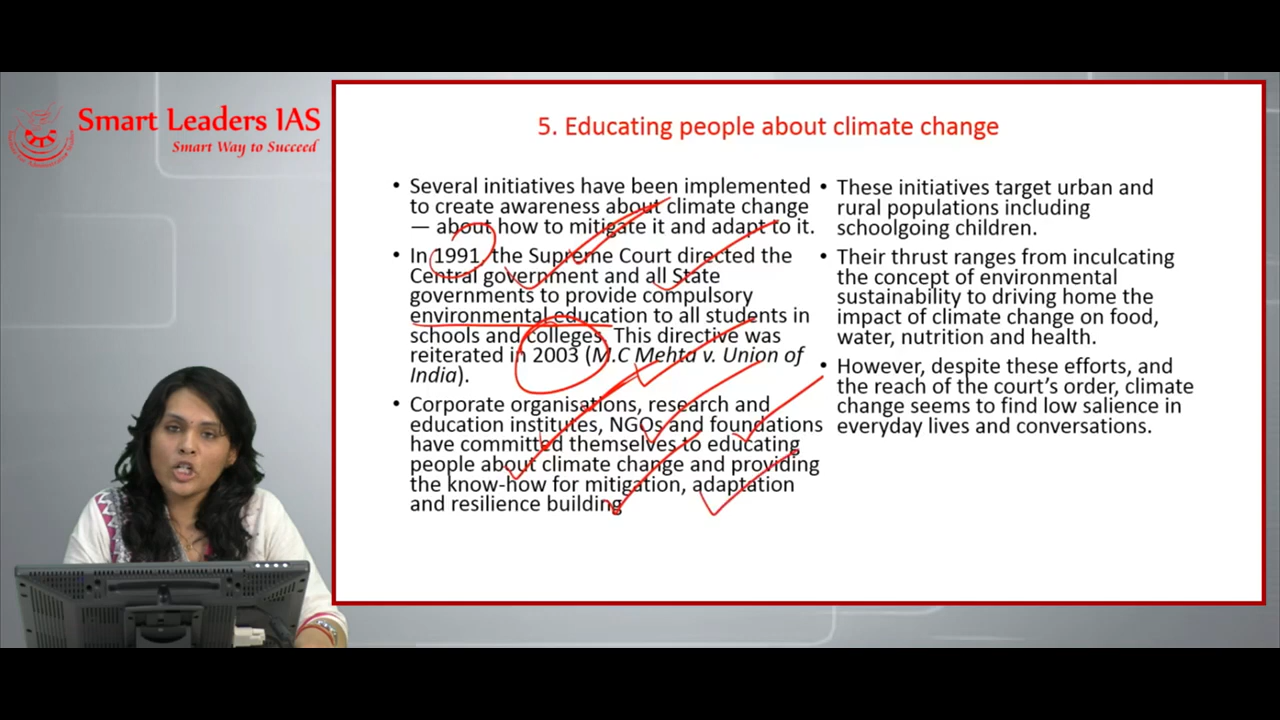 Smart Leaders IAS
Smart Way to Succeed
5. Educating people about climate change
• Several initiatives have been implemented
to create awareness about climate change
— about how to mitigate it and adapt to it.
• In 1991, the Supreme Court directed the
Central government and all State
governments to provide compulsory
environmental education to all students in
schools and colleges. This directive was
reiterated in 2003 (M.C Mehta v. Union of
India).
• Corporate organisations, research and
education institutes, NGOs and foundations
have committed themselves to educating
people about climate change and providing
the know-how for mitigation, adaptation
and resilience building
• These initiatives target urban and
rural populations including
schoolgoing children.
• Their thrust ranges from inculcating
the concept of environmental
sustainability to driving home the
impact of climate change on food,
water, nutrition and health.
• However, despite these efforts, and
the reach of the court's order, climate
change seems to find low salience in
everyday lives and conversations.